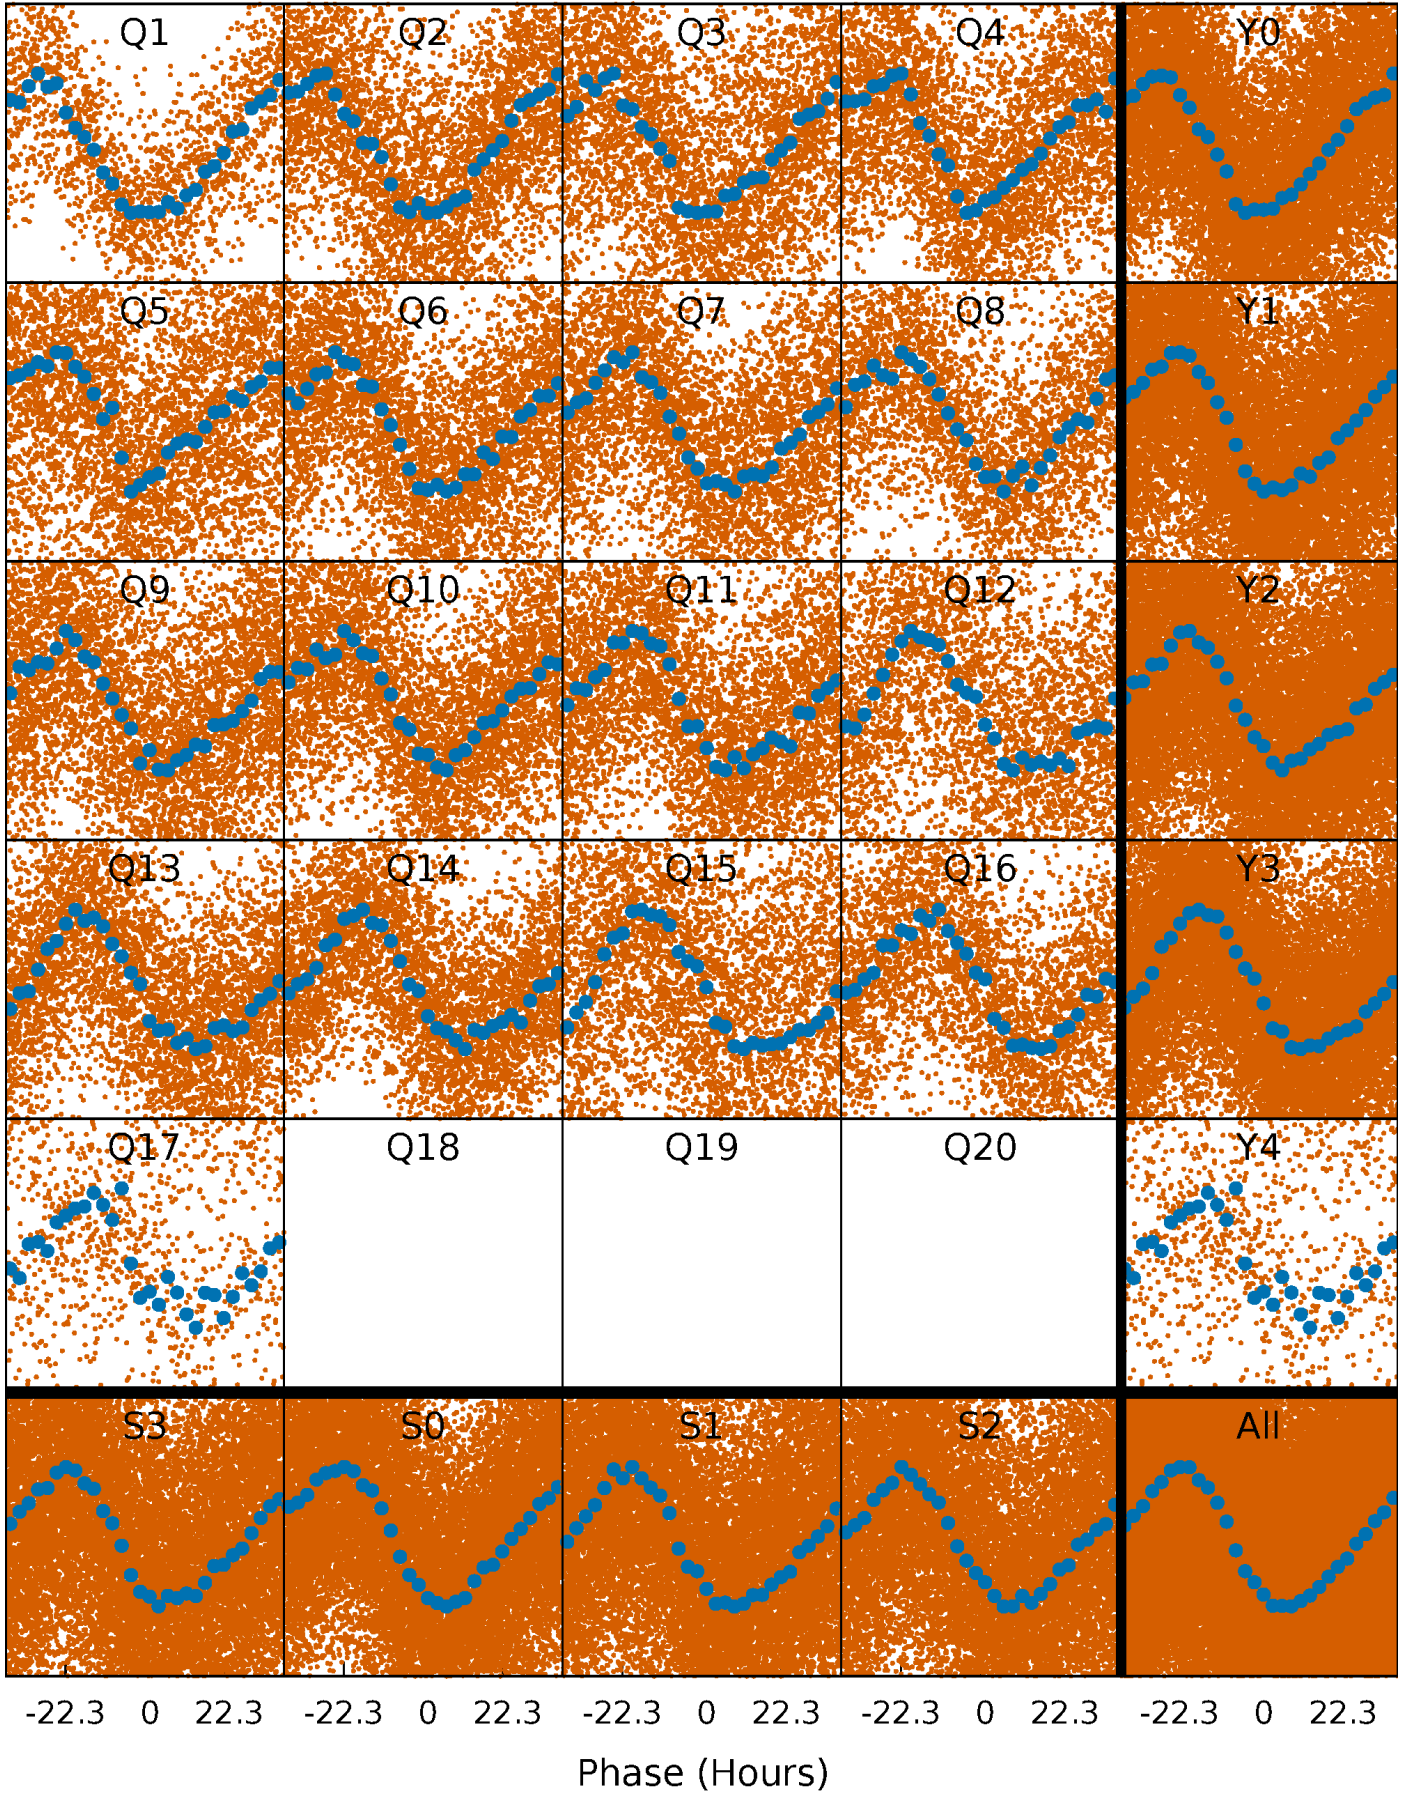 Q1 Q2 Q3 Q4 Y0
Q5 Q6 Q7 Q8 Y1
Q9 Q10 Q11 Q12 Y2
Q13 Q14 Q15 Q16 Y3
Q17 Q18 Q19 Q20 Y4
S3 S0 S1 S2 All
-22.3 0 22.3 -22.3 0 22.3 -22.3 0 22.3 -22.3 0 22.3 -22.3 0 22.3
Phase (Hours)